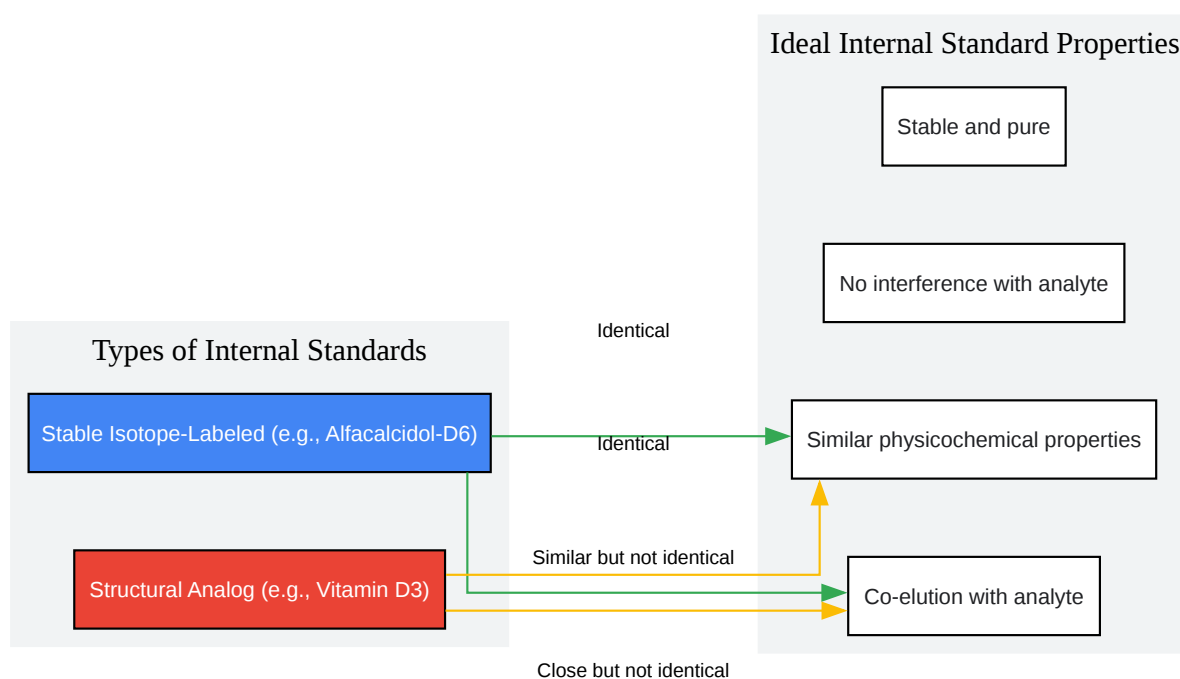 Ideal Internal Standard Properties
Stable and pure
No interference with analyte
Identical
Types of Internal Standards
Stable Isotope-Labeled (e.g., Alfacalcidol-D6)
Identical
Similar physicochemical properties
Similar but not identical
Structural Analog (e.g., Vitamin D3)
Co-elution with analyte
Close but not identical